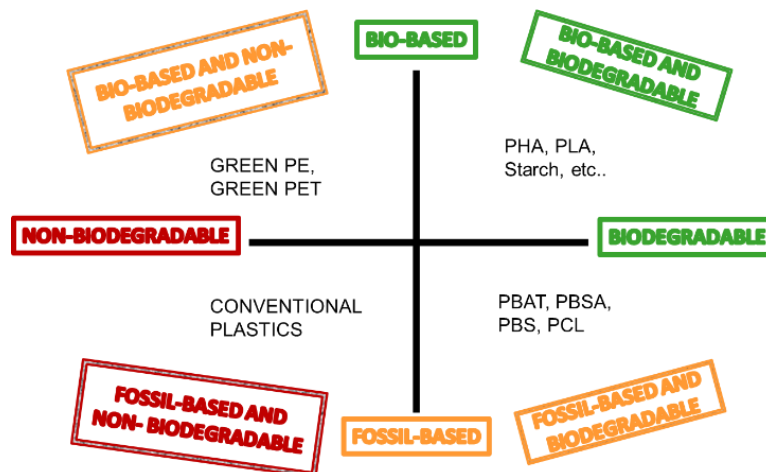 BIO-BASED
BIO-BASED AND NON-
BIODEGRADABLE
BIO-BASED AND
BIODEGRADABLE
GREEN PE,
GREEN PET
PHA, PLA,
Starch, etc..
NON-BIODEGRADABLE
BIODEGRADABLE
CONVENTIONAL
PLASTICS
PBAT, PBSA,
PBS, PCL
FOSSIL-BASED AND
NON- BIODEGRADABLE
FOSSIL-BASED
FOSSIL-BASED AND
BIODEGRADABLE